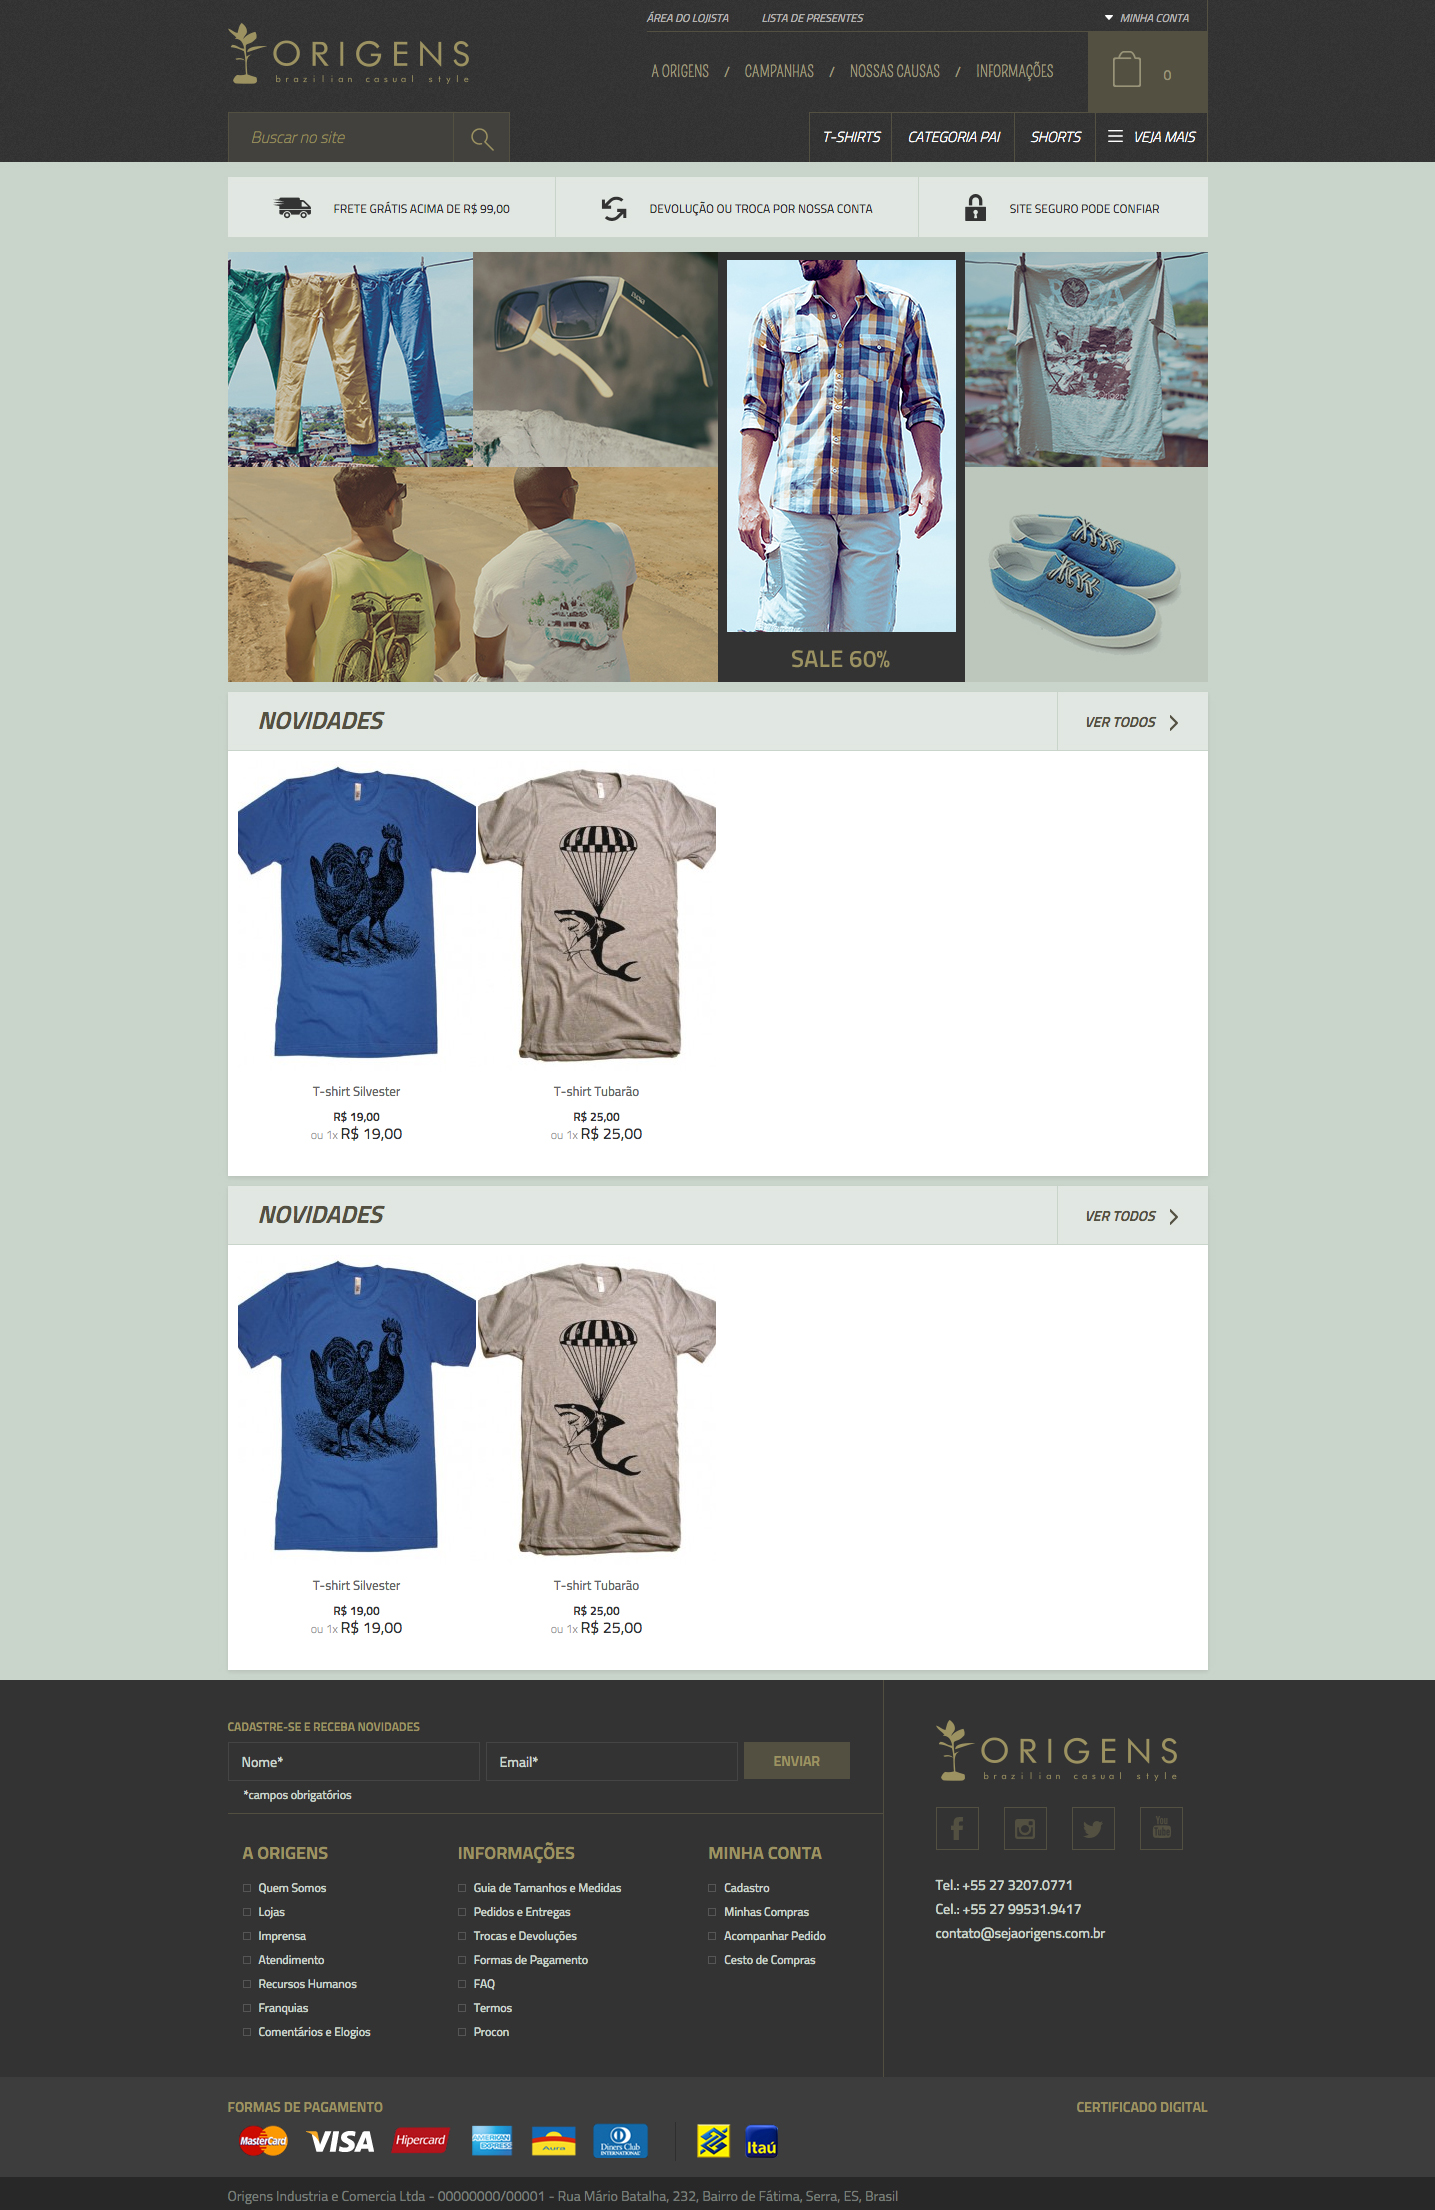 ÁREA DO LOJISTA
LISTA DE PRESENTES
MINHA CONTA
ORIGENS
brazilian casual style
A ORIGENS / CAMPANHAS / NOSSAS CAUSAS / INFORMAÇÕES
0
Buscar no site
T-SHIRTS
CATEGORIA PAI
SHORTS
VEJA MAIS
FRETE GRÁTIS ACIMA DE R$ 99,00
DEVOLUÇÃO OU TROCA POR NOSSA CONTA
SITE SEGURO PODE CONFIAR
SALE 60%
NOVIDADES
VER TODOS
T-shirt Silvester
R$ 19,00
ou 1x R$ 19,00
T-shirt Tubarão
R$ 25,00
ou 1x R$ 25,00
NOVIDADES
VER TODOS
T-shirt Silvester
R$ 19,00
ou 1x R$ 19,00
T-shirt Tubarão
R$ 25,00
ou 1x R$ 25,00
CADASTRE-SE E RECEBA NOVIDADES
Nome*
Email*
ENVIAR
*campos obrigatórios
A ORIGENS
Quem Somos
Lojas
Imprensa
Atendimento
Recursos Humanos
Franquias
Comentários e Elogios
INFORMAÇÕES
Guia de Tamanhos e Medidas
Pedidos e Entregas
Trocas e Devoluções
Formas de Pagamento
FAQ
Termos
Procon
MINHA CONTA
Cadastro
Minhas Compras
Acompanhar Pedido
Cesto de Compras
ORIGENS
brazilian casual style
You
Tube
Tel.: +55 27 3207.0771
Cel.: +55 27 99531.9417
contato@sejaorigens.com.br
FORMAS DE PAGAMENTO
CERTIFICADO DIGITAL
MasterCard
VISA
Hipercard
AMERICAN
EXPRESS
Aura
Diners Club
INTERNATIONAL
Itaú
Origens Industria e Comercia Ltda - 00000000/00001 - Rua Mário Batalha, 232, Bairro de Fátima, Serra, ES, Brasil